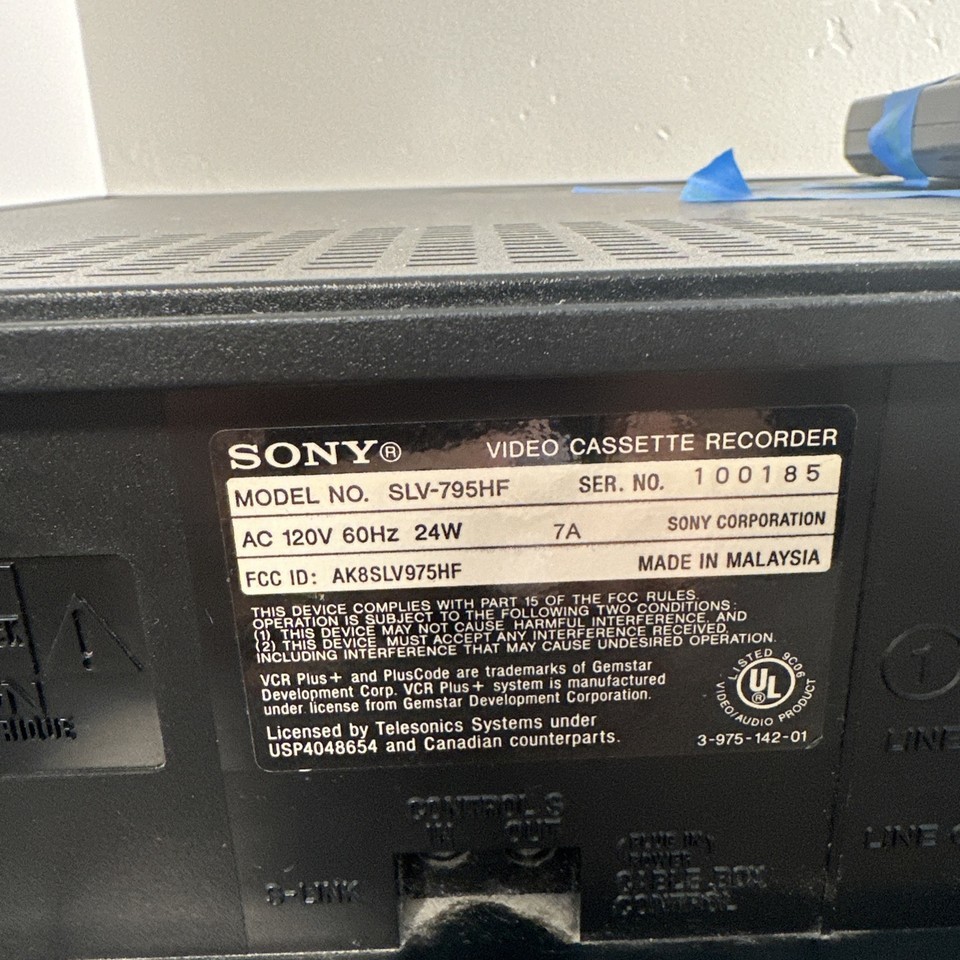 SONY®
VIDEO CASSETTE RECORDER
MODEL NO. SLV-795HF
SER. NO. 100185
AC 120V 60Hz 24W
7A
SONY CORPORATION
FCC ID: AK8SLV975HF
MADE IN MALAYSIA
THIS DEVICE COMPLIES WITH PART 15 OF THE FCC RULES.
OPERATION IS SUBJECT TO THE FOLLOWING TWO CONDITIONS:
(1) THIS DEVICE MAY NOT CAUSE HARMFUL INTERFERENCE, AND
(2) THIS DEVICE MUST ACCEPT ANY INTERFERENCE RECEIVED,
INCLUDING INTERFERENCE THAT MAY CAUSE UNDESIRED OPERATION.
VCR Plus+ and PlusCode are trademarks of Gemstar
Development Corp. VCR Plus+ system is manufactured
under license from Gemstar Development Corporation.
Licensed by Telesonics Systems under
USP4048654 and Canadian counterparts.
LISTED 9C06
UL®
VIDEO/AUDIO PRODUCT
3-975-142-01
1
LINE
LINE
CONTROL S
IN OUT
PLUG IN
POWER
CABLE BOX
CONTROL